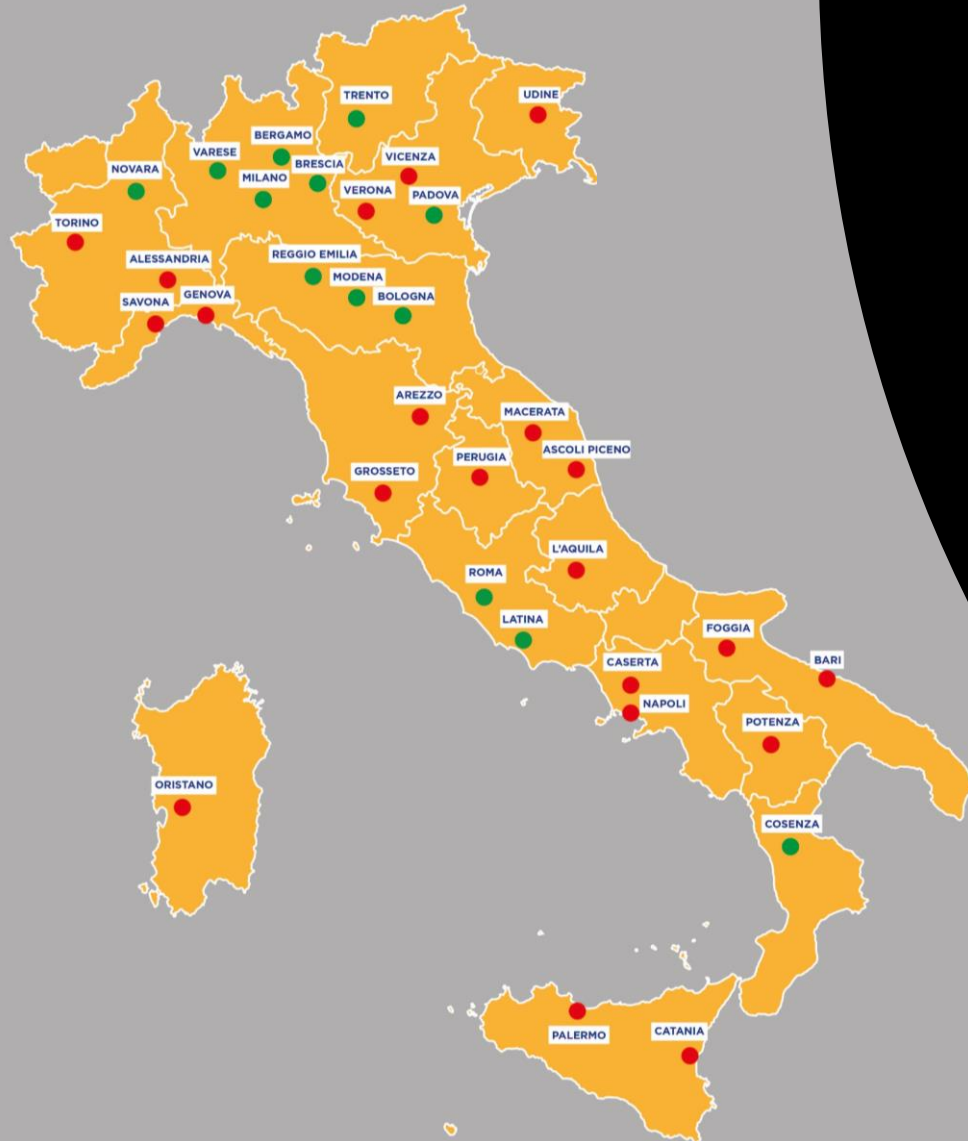 TRENTO
UDINE
BERGAMO
VARESE
VICENZA
BRESCIA
NOVARA
MILANO
VERONA
PADOVA
TORINO
REGGIO EMILIA
ALESSANDRIA
MODENA
GENOVA
BOLOGNA
SAVONA
AREZZO
MACERATA
ASCOLI PICENO
PERUGIA
GROSSETO
L'AQUILA
ROMA
LATINA
FOGGIA
BARI
CASERTA
NAPOLI
POTENZA
ORISTANO
COSENZA
CATANIA
PALERMO